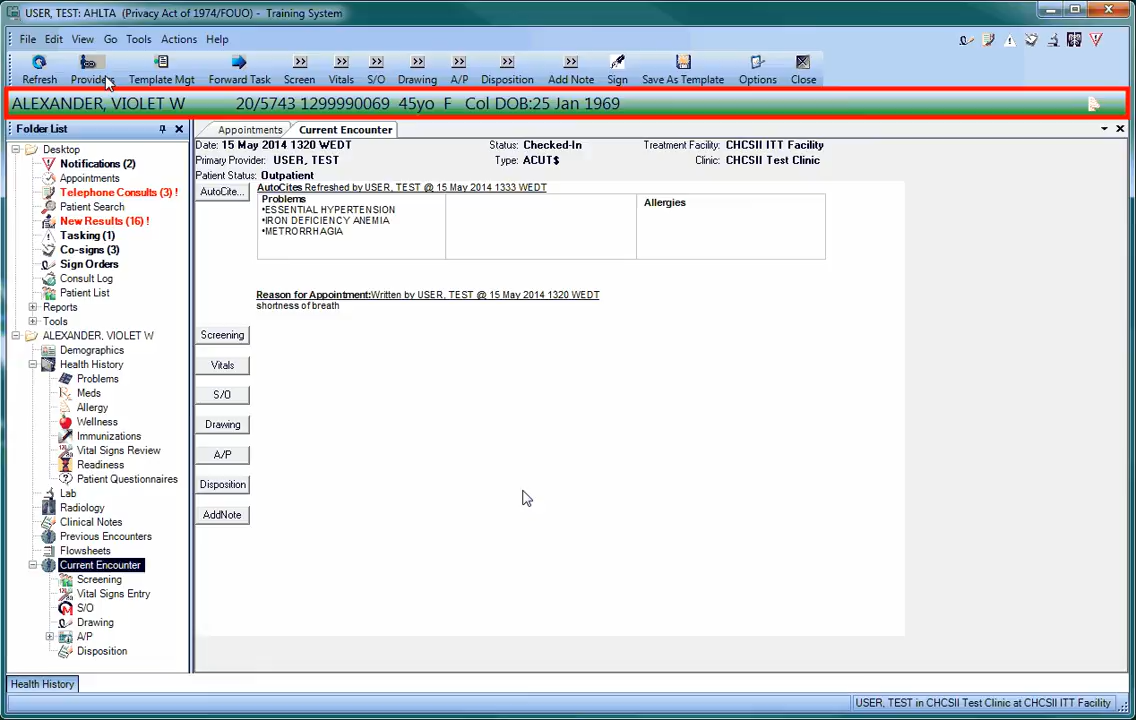 USER, TEST: AHLTA (Privacy Act of 1974/FOUO) - Training System
File Edit View Go Tools Actions Help
Refresh Providers Template Mgt Forward Task Screen Vitals S/O Drawing A/P Disposition Add Note Sign Save As Template Options Close
ALEXANDER, VIOLET W 20/5743 1299990069 45yo F Col DOB:25 Jan 1969
Folder List
Desktop
Notifications (2)
Appointments
Telephone Consults (3) !
Patient Search
New Results (16) !
Tasking (1)
Co-signs (3)
Sign Orders
Consult Log
Patient List
Reports
Tools
ALEXANDER, VIOLET W
Demographics
Health History
Problems
Meds
Allergy
Wellness
Immunizations
Vital Signs Review
Readiness
Patient Questionnaires
Lab
Radiology
Clinical Notes
Previous Encounters
Flowsheets
Current Encounter
Screening
Vital Signs Entry
S/O
Drawing
A/P
Disposition
Health History
Appointments Current Encounter
Date: 15 May 2014 1320 WEDT Status: Checked-In Treatment Facility: CHCSII ITT Facility
Primary Provider: USER, TEST Type: ACUT$ Clinic: CHCSII Test Clinic
Patient Status: Outpatient
AutoCite... AutoCites Refreshed by USER, TEST @ 15 May 2014 1333 WEDT
Problems Allergies
•ESSENTIAL HYPERTENSION
•IRON DEFICIENCY ANEMIA
•METRORRHAGIA
Reason for Appointment:Written by USER, TEST @ 15 May 2014 1320 WEDT
shortness of breath
Screening
Vitals
S/O
Drawing
A/P
Disposition
AddNote
USER, TEST in CHCSII Test Clinic at CHCSII ITT Facility